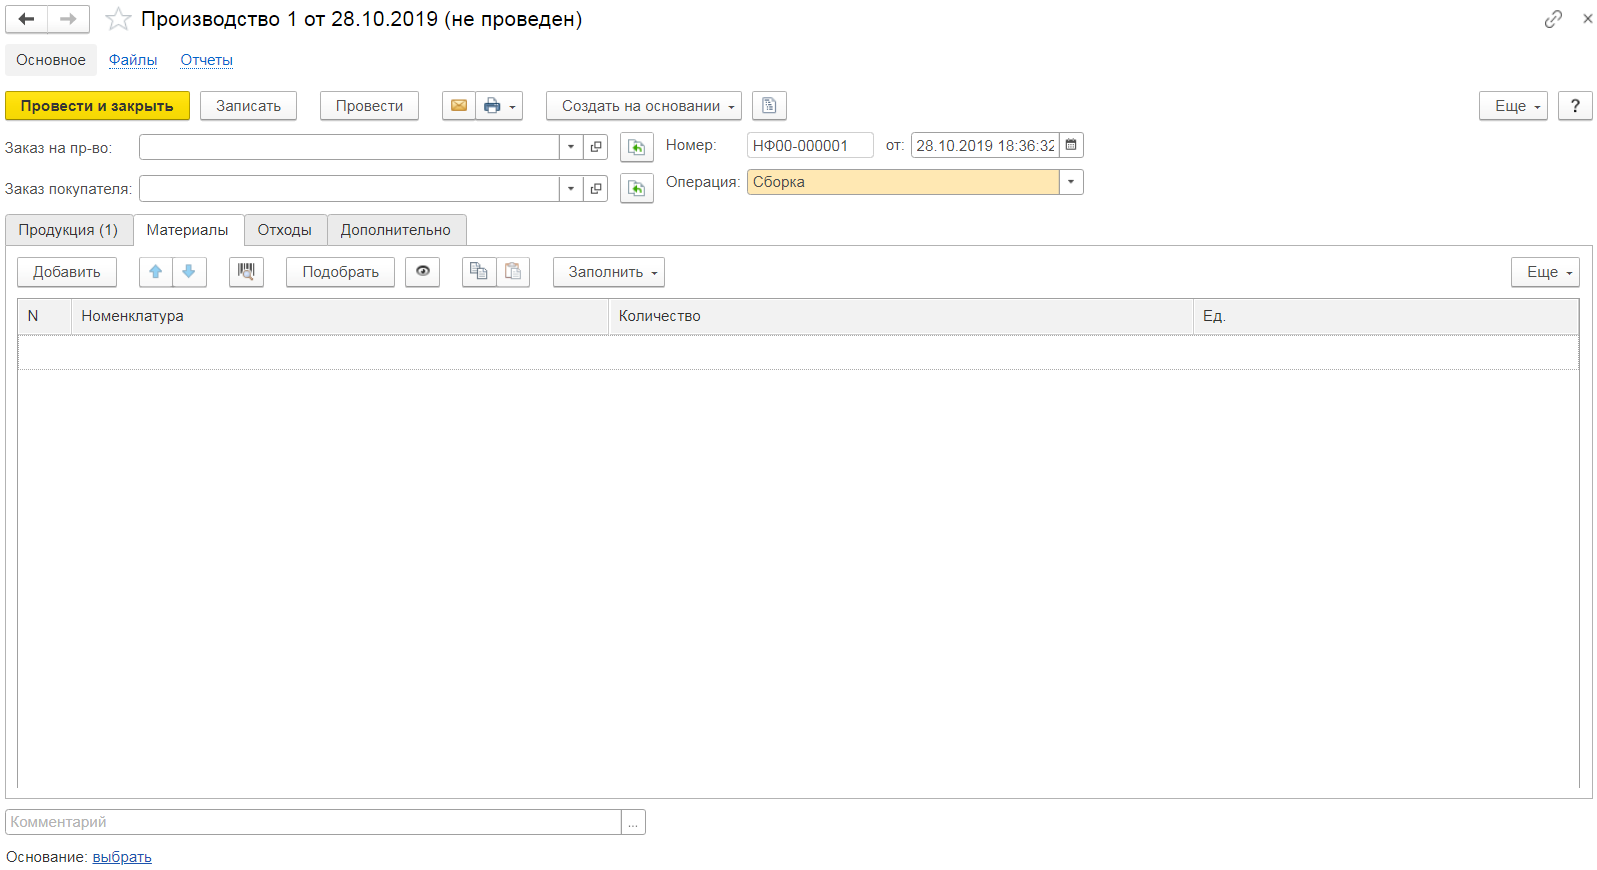 Производство 1 от 28.10.2019 (не проведен)
Основное Файлы Отчеты
Провести и закрыть Записать Провести Создать на основании Еще ?
Заказ на пр-во: Номер: НФ00-000001 от: 28.10.2019 18:36:32
Заказ покупателя: Операция: Сборка
Продукция (1) Материалы Отходы Дополнительно
Добавить Подобрать Заполнить Еще
N Номенклатура Количество Ед.
Комментарий ...
Основание: выбрать